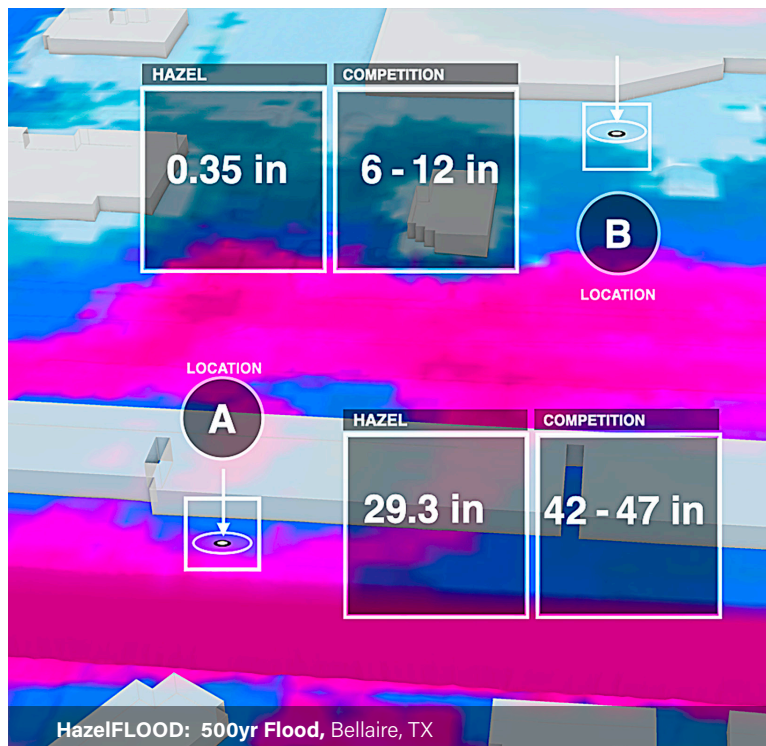 HAZEL
COMPETITION
0.35 in
6 - 12 in
B
LOCATION
LOCATION
A
HAZEL
COMPETITION
29.3 in
42 - 47 in
HazelFLOOD: 500yr Flood, Bellaire, TX